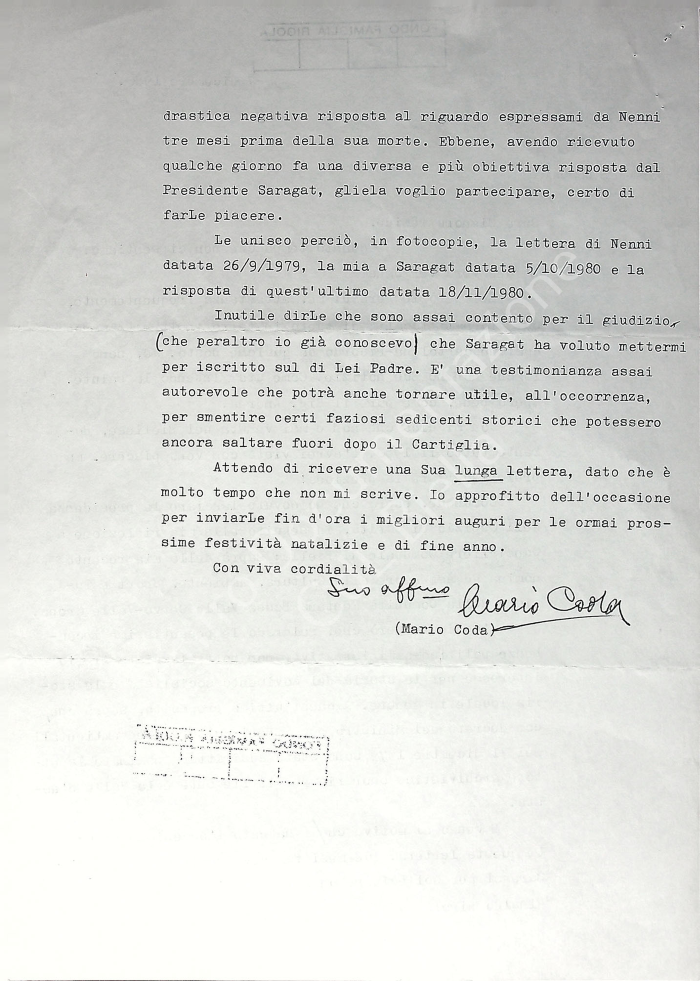 drastica negativa risposta al riguardo espressami da Nenni
tre mesi prima della sua morte. Ebbene, avendo ricevuto
qualche giorno fa una diversa e più obiettiva risposta dal
Presidente Saragat, gliela voglio partecipare, certo di
farLe piacere.
Le unisco perciò, in fotocopie, la lettera di Nenni
datata 26/9/1979, la mia a Saragat datata 5/10/1980 e la
risposta di quest'ultimo datata 18/11/1980.
Inutile dirLe che sono assai contento per il giudizio,
(che peraltro io già conoscevo) che Saragat ha voluto mettermi
per iscritto sul di Lei Padre. E' una testimonianza assai
autorevole che potrà anche tornare utile, all'occorrenza,
per smentire certi faziosi sedicenti storici che potessero
ancora saltare fuori dopo il Cartiglia.
Attendo di ricevere una Sua lunga lettera, dato che è
molto tempo che non mi scrive. Io approfitto dell'occasione
per inviarLe fin d'ora i migliori auguri per le ormai pros-
sime festività natalizie e di fine anno.
Con viva cordialità
Suo affmo Mario Coda
(Mario Coda)
FONDO FAMIGLIA RIGOLA